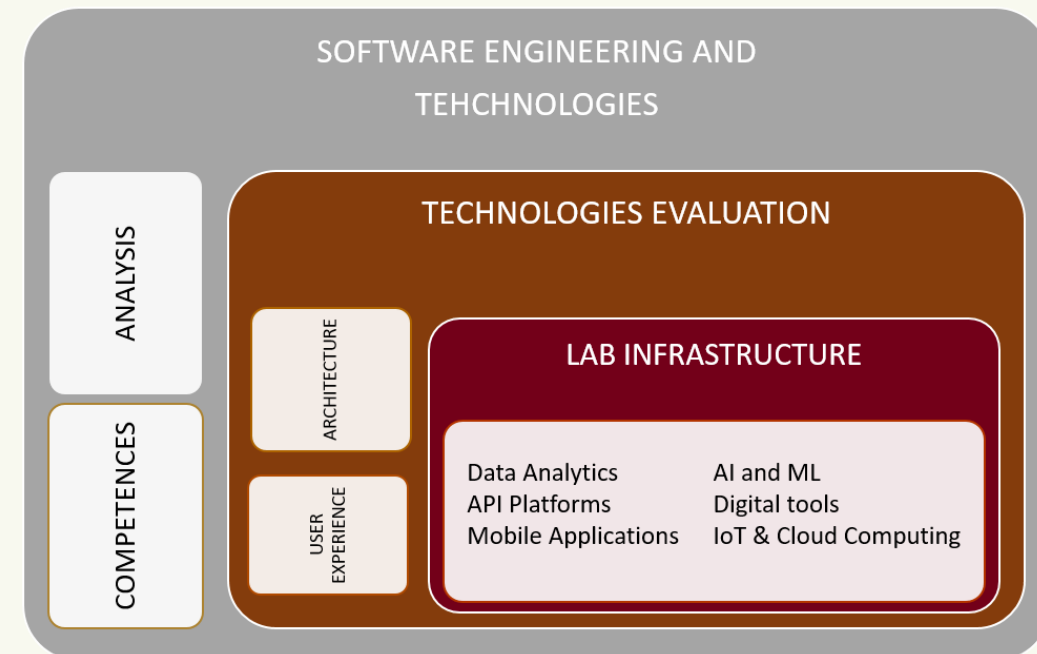 SOFTWARE ENGINEERING AND
TEHCHNOLOGIES
ANALYSIS
COMPETENCES
TECHNOLOGIES EVALUATION
ARCHITECTURE
USER
EXPERIENCE
LAB INFRASTRUCTURE
Data Analytics
API Platforms
Mobile Applications
AI and ML
Digital tools
IoT & Cloud Computing